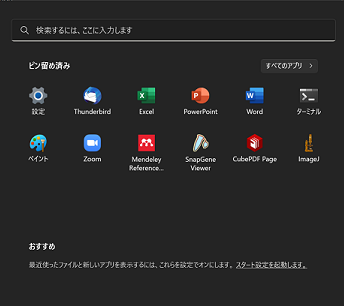 検索するには、ここに入力します
ピン留め済み
すべてのアプリ
設定
Thunderbird
Excel
PowerPoint
Word
ターミナル
ペイント
Zoom
Mendeley
Reference...
SnapGene
Viewer
CubePDF Page
ImageJ
おすすめ
最近使ったファイルと新しいアプリを表示するには、これらを設定でオンにします。 スタート設定を起動します。